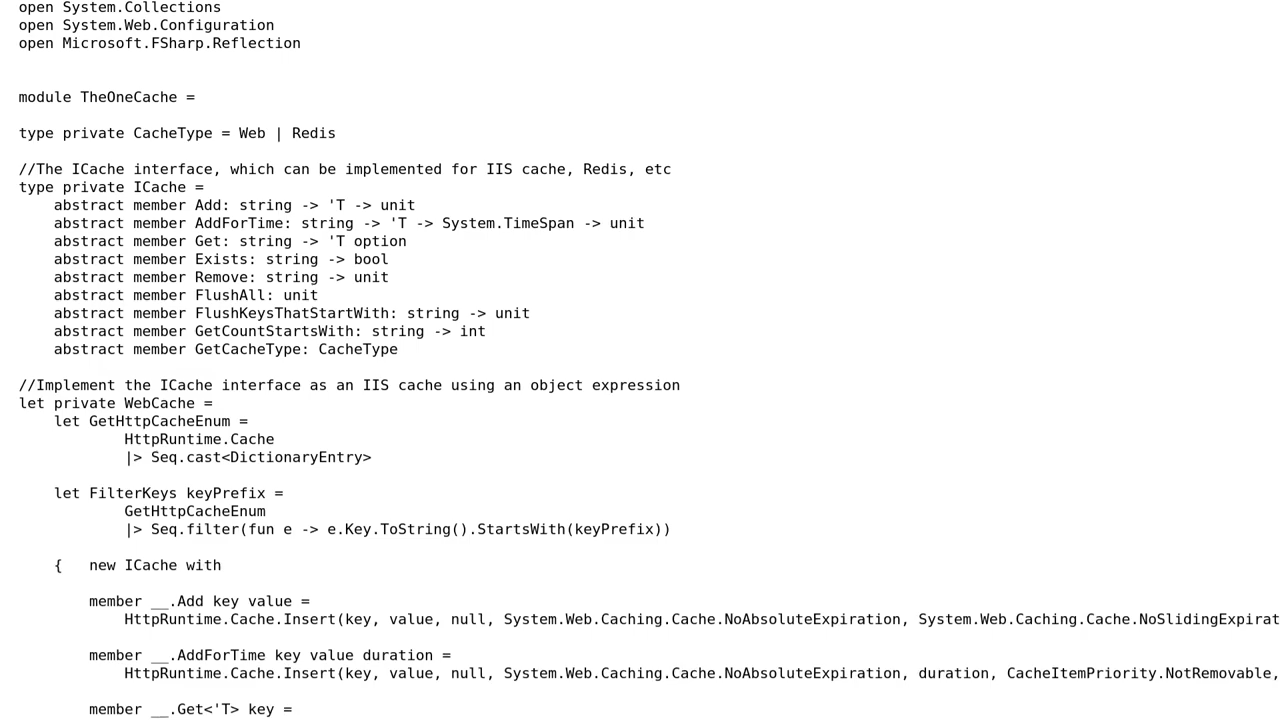 open System.Collections
open System.Web.Configuration
open Microsoft.FSharp.Reflection
module TheOneCache =
type private CacheType = Web | Redis
//The ICache interface, which can be implemented for IIS cache, Redis, etc
type private ICache =
abstract member Add: string -> 'T -> unit
abstract member AddForTime: string -> 'T -> System.TimeSpan -> unit
abstract member Get: string -> 'T option
abstract member Exists: string -> bool
abstract member Remove: string -> unit
abstract member FlushAll: unit
abstract member FlushKeysThatStartWith: string -> unit
abstract member GetCountStartsWith: string -> int
abstract member GetCacheType: CacheType
//Implement the ICache interface as an IIS cache using an object expression
let private WebCache =
let GetHttpCacheEnum =
HttpRuntime.Cache
|> Seq.cast<DictionaryEntry>
let FilterKeys keyPrefix =
GetHttpCacheEnum
|> Seq.filter(fun e -> e.Key.ToString().StartsWith(keyPrefix))
{   new ICache with
member __.Add key value =
HttpRuntime.Cache.Insert(key, value, null, System.Web.Caching.Cache.NoAbsoluteExpiration, System.Web.Caching.Cache.NoSlidingExpirat
member __.AddForTime key value duration =
HttpRuntime.Cache.Insert(key, value, null, System.Web.Caching.Cache.NoAbsoluteExpiration, duration, CacheItemPriority.NotRemovable,
member __.Get<'T> key =